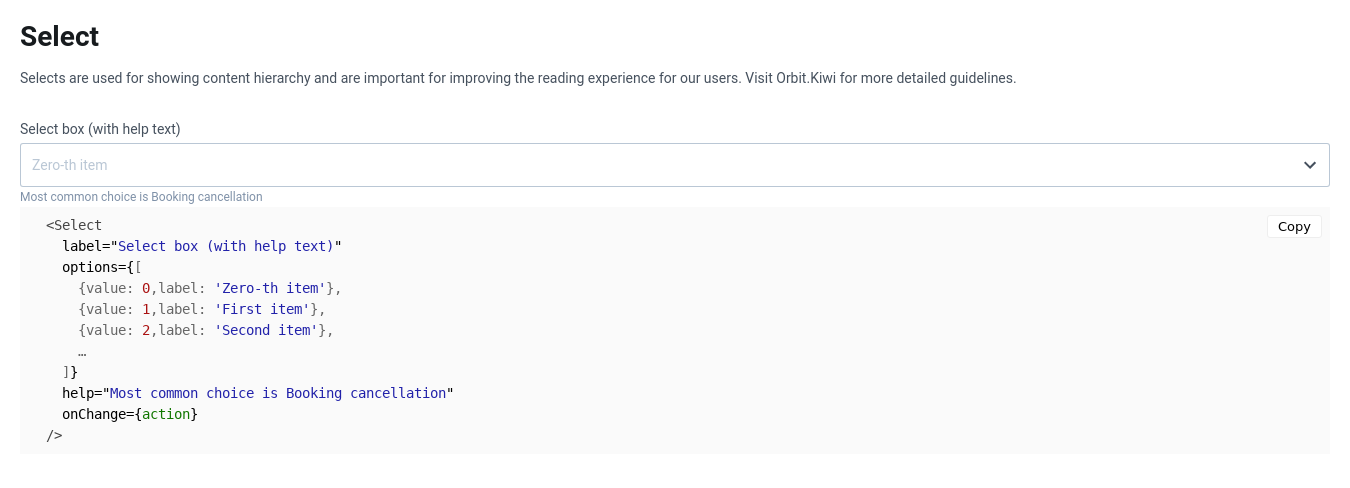 Select
Selects are used for showing content hierarchy and are important for improving the reading experience for our users. Visit Orbit.Kiwi for more detailed guidelines.
Select box (with help text)
Zero-th item
Most common choice is Booking cancellation
Copy
<Select
  label="Select box (with help text)"
  options={[
    {value: 0,label: 'Zero-th item'},
    {value: 1,label: 'First item'},
    {value: 2,label: 'Second item'},
    …
  ]}
  help="Most common choice is Booking cancellation"
  onChange={action}
/>